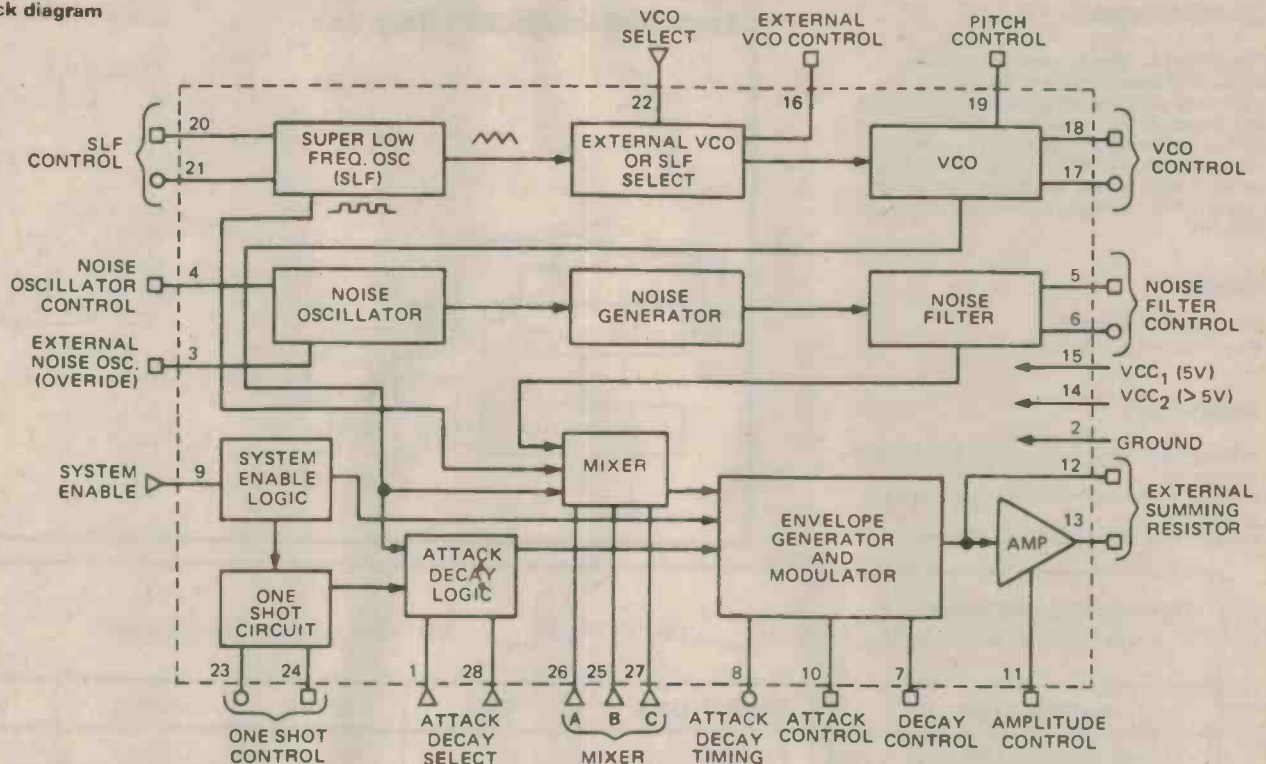 ck diagram
VCO
SELECT
EXTERNAL
VCO CONTROL
PITCH
CONTROL
22
16
19
SLF
CONTROL
20
21
SUPER LOW
FREQ. OSC
(SLF)
EXTERNAL VCO
OR SLF
SELECT
VCO
18
17
VCO
CONTROL
NOISE
OSCILLATOR
CONTROL
4
NOISE
OSCILLATOR
NOISE
GENERATOR
NOISE
FILTER
5
6
NOISE
FILTER
CONTROL
EXTERNAL
NOISE OSC.
(OVERIDE)
3
15
VCC1 (5V)
14
VCC2 (> 5V)
2
GROUND
SYSTEM
ENABLE
9
SYSTEM
ENABLE
LOGIC
MIXER
12
EXTERNAL
SUMMING
RESISTOR
13
ENVELOPE
GENERATOR
AND
MODULATOR
AMP
ONE
SHOT
CIRCUIT
ATTACK
DECAY
LOGIC
23
24
1
28
26
25
27
8
10
7
11
ONE SHOT
CONTROL
ATTACK
DECAY
SELECT
A
B
C
MIXER
ATTACK
DECAY
TIMING
ATTACK
CONTROL
DECAY
CONTROL
AMPLITUDE
CONTROL